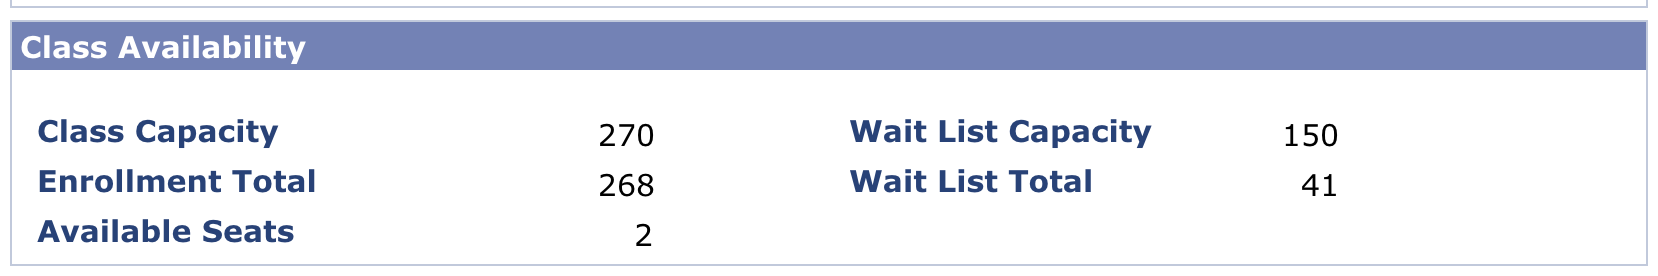 Class Availability
Class Capacity 270 Wait List Capacity 150
Enrollment Total 268 Wait List Total 41
Available Seats 2